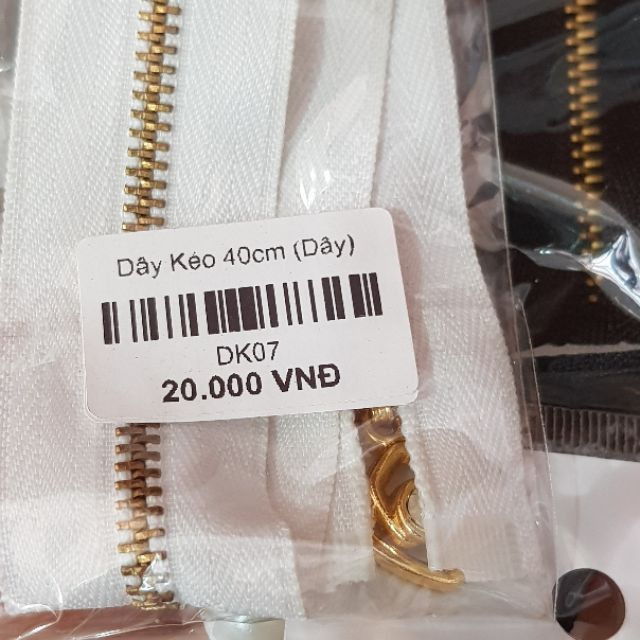 Dây Kéo 40cm (Dây)
DK07
20.000 VNĐ